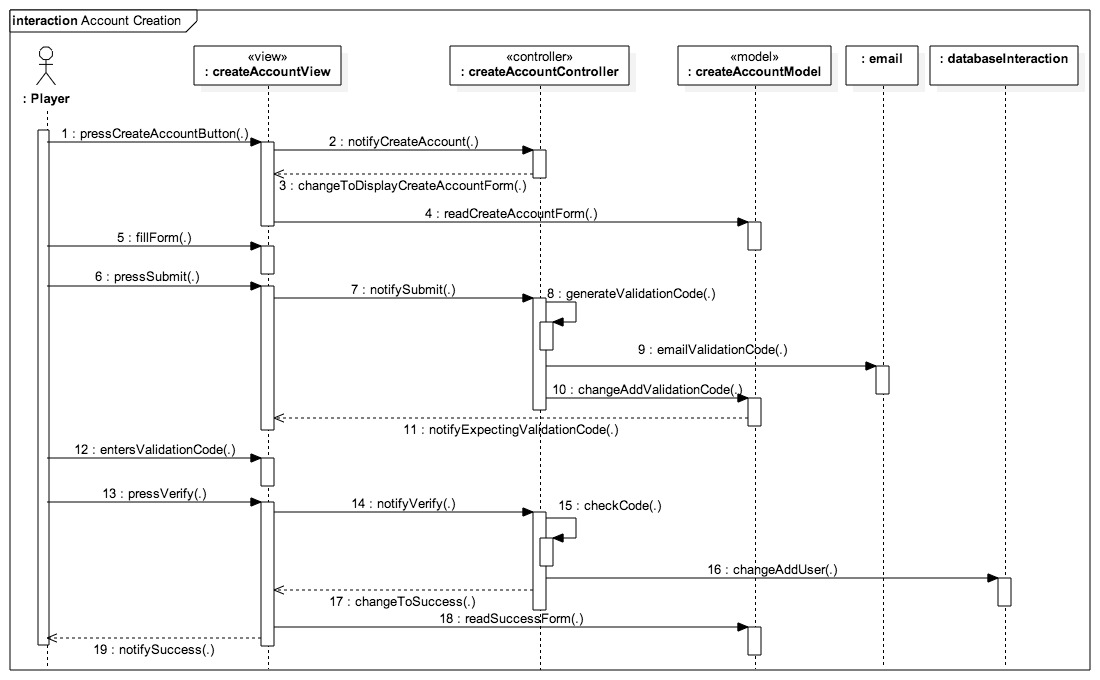 interaction Account Creation
: Player
«view»
: createAccountView
«controller»
: createAccountController
«model»
: createAccountModel
: email
: databaseInteraction
1 : pressCreateAccountButton(.)
2 : notifyCreateAccount(.)
3 : changeToDisplayCreateAccountForm(.)
4 : readCreateAccountForm(.)
5 : fillForm(.)
6 : pressSubmit(.)
7 : notifySubmit(.)
8 : generateValidationCode(.)
9 : emailValidationCode(.)
10 : changeAddValidationCode(.)
11 : notifyExpectingValidationCode(.)
12 : entersValidationCode(.)
13 : pressVerify(.)
14 : notifyVerify(.)
15 : checkCode(.)
16 : changeAddUser(.)
17 : changeToSuccess(.)
18 : readSuccessForm(.)
19 : notifySuccess(.)